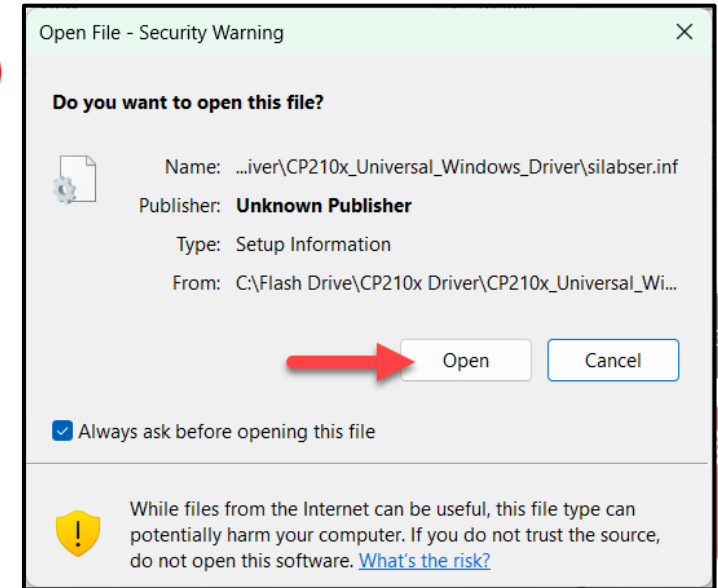 Open File - Security Warning
Do you want to open this file?
Name: ...iver\CP210x_Universal_Windows_Driver\silabser.inf
Publisher: Unknown Publisher
Type: Setup Information
From: C:\Flash Drive\CP210x Driver\CP210x_Universal_Wi...
Open Cancel
Always ask before opening this file
While files from the Internet can be useful, this file type can
potentially harm your computer. If you do not trust the source,
do not open this software. What's the risk?